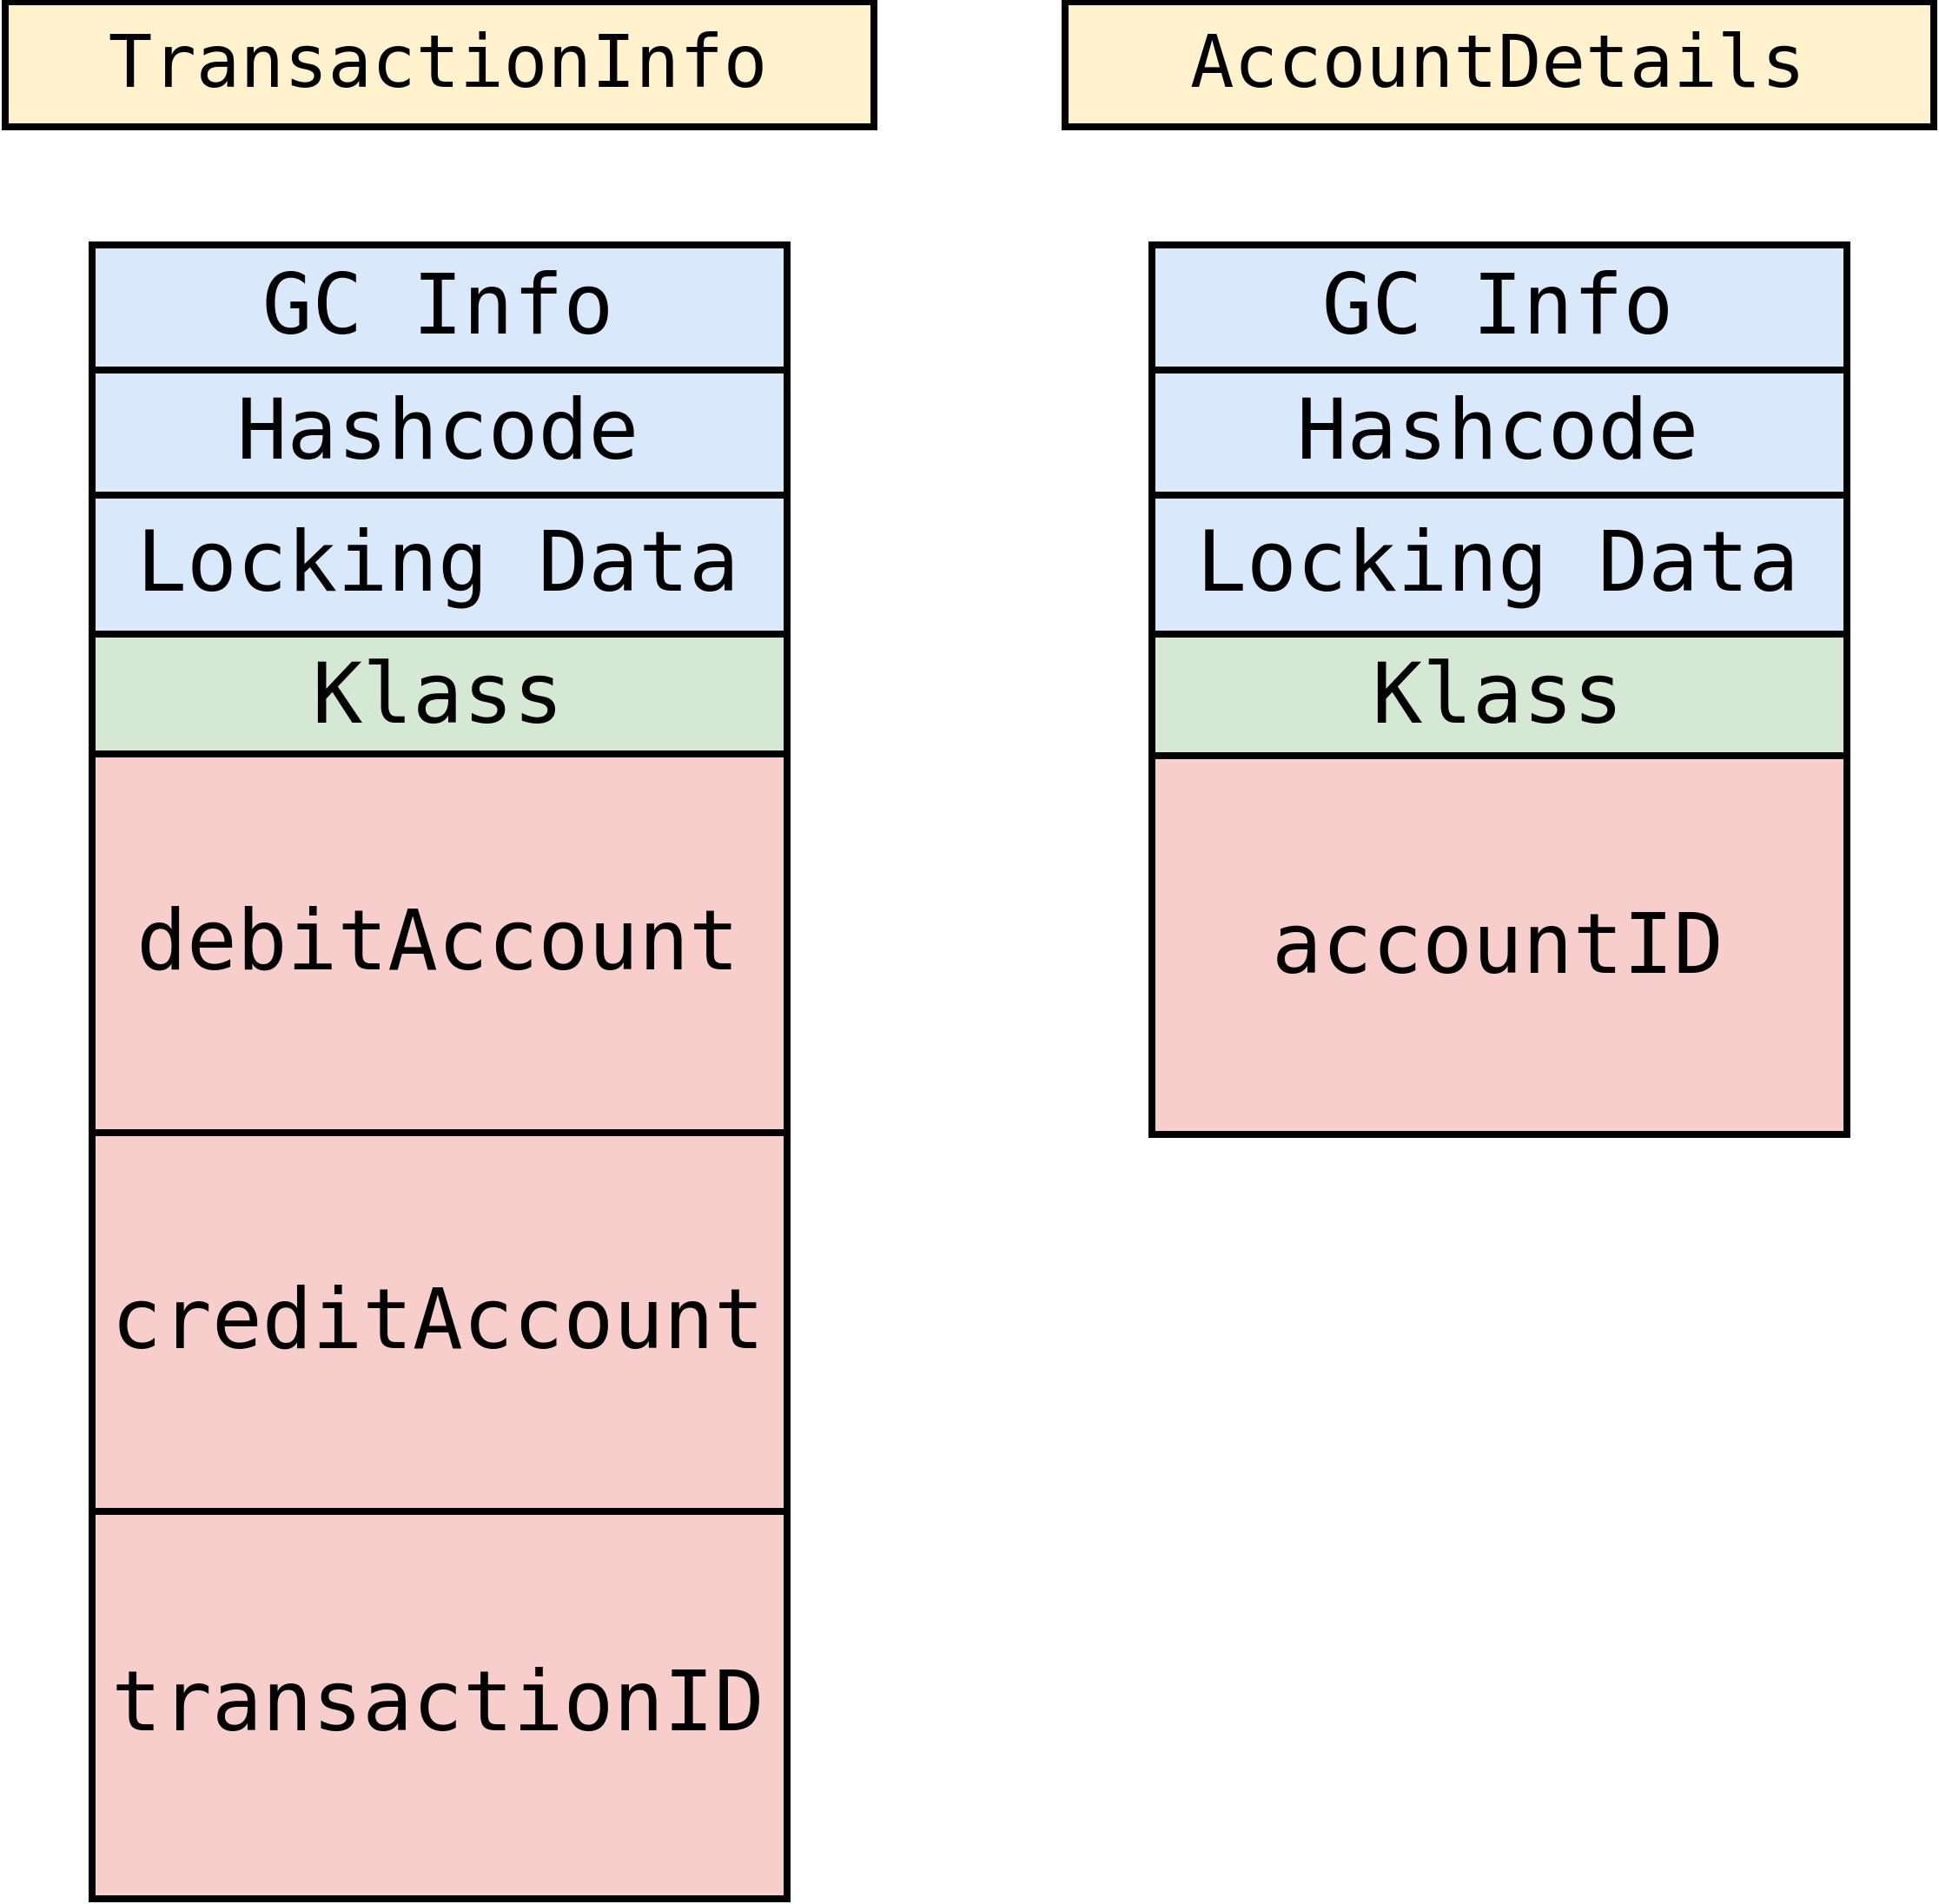 TransactionInfo
GC Info
Hashcode
Locking Data
Klass
debitAccount
creditAccount
transactionID
AccountDetails
GC Info
Hashcode
Locking Data
Klass
accountID